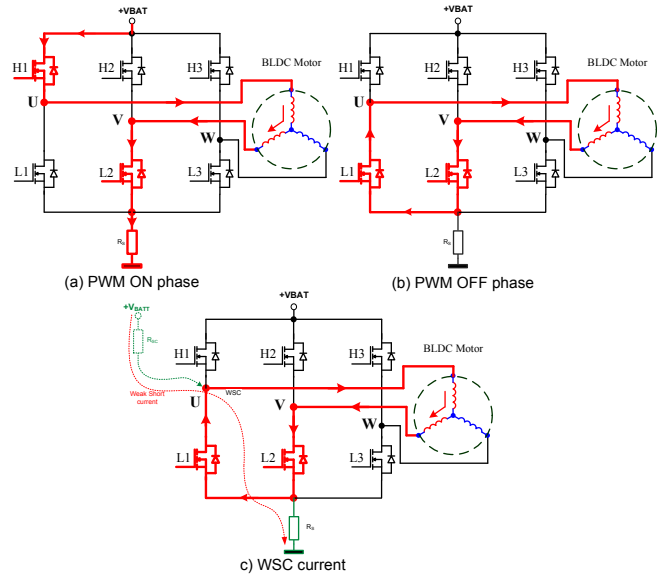 +VBAT
H1
H2
H3
BLDC Motor
U
V
W
L1
L2
L3
RS
(a) PWM ON phase
+VBAT
H1
H2
H3
BLDC Motor
U
V
W
L1
L2
L3
RS
(b) PWM OFF phase
+VBATT
+VBAT
RSC
H1
H2
H3
BLDC Motor
Weak Short
current
WSC
U
V
W
L1
L2
L3
RS
c) WSC current